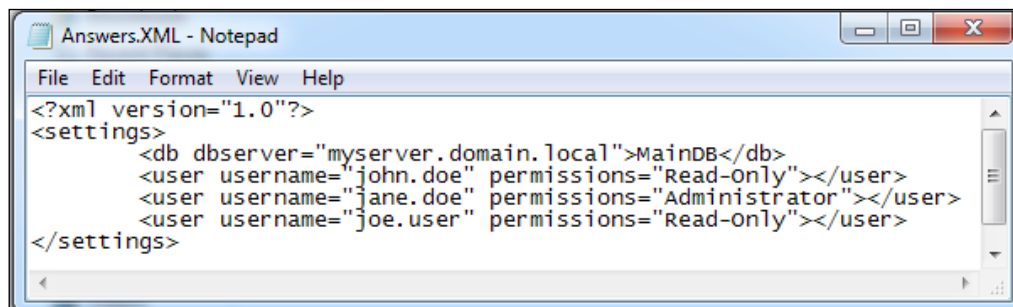 Answers.XML - Notepad
File Edit Format View Help
<?xml version="1.0"?>
<settings>
<db dbserver="myserver.domain.local">MainDB</db>
<user username="john.doe" permissions="Read-Only"></user>
<user username="jane.doe" permissions="Administrator"></user>
<user username="joe.user" permissions="Read-Only"></user>
</settings>